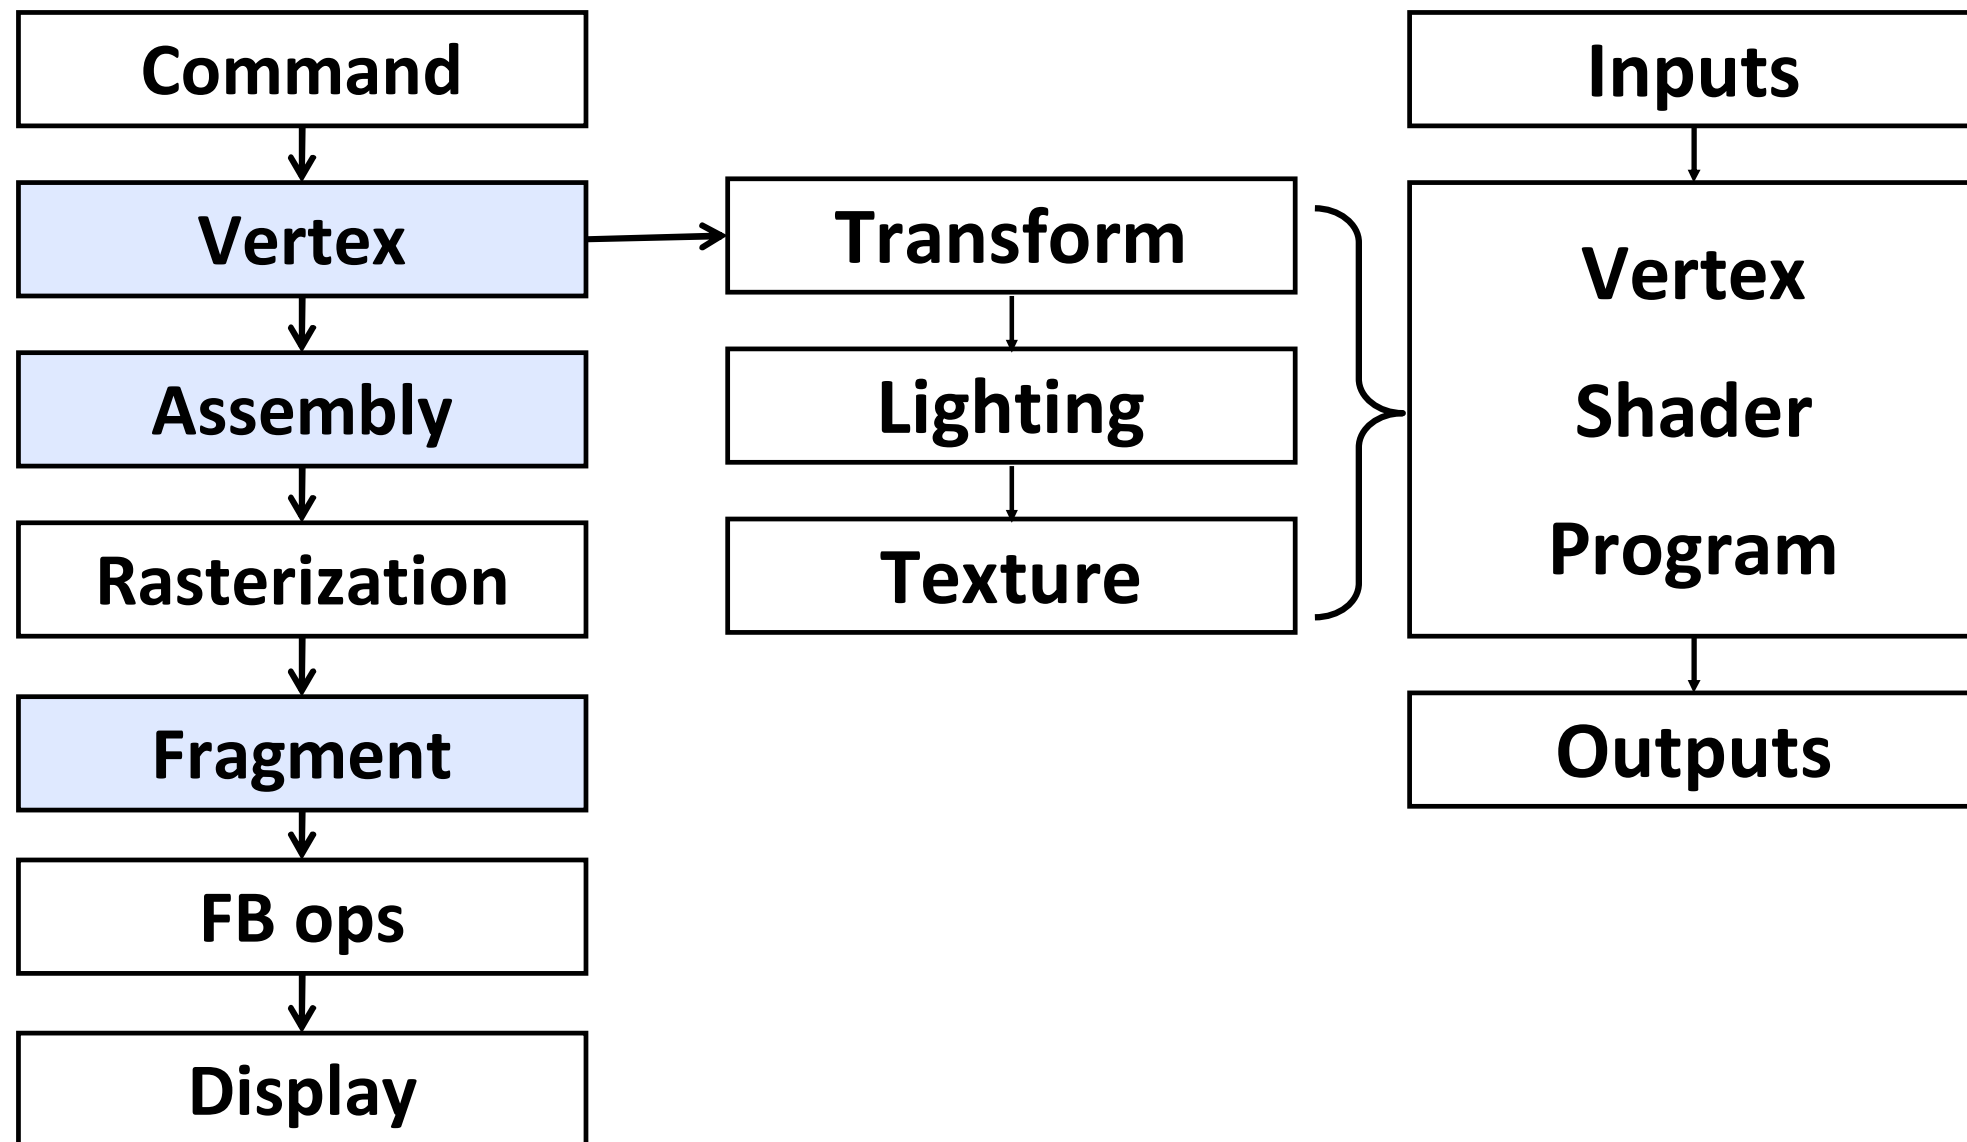 Command
Vertex
Assembly
Rasterization
Fragment
FB ops
Display
Transform
Lighting
Texture
Inputs
Vertex
Shader
Program
Outputs